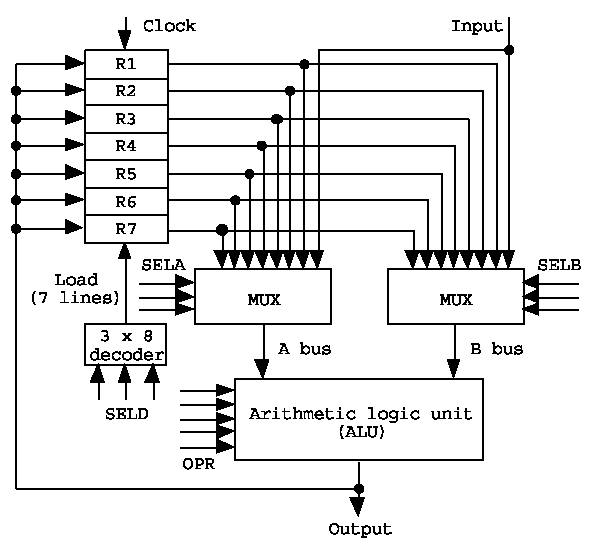 Clock
Input
R1
R2
R3
R4
R5
R6
R7
SELA
SELB
Load
(7 lines)
MUX
MUX
3 x 8
decoder
A bus
B bus
SELD
Arithmetic logic unit
(ALU)
OPR
Output